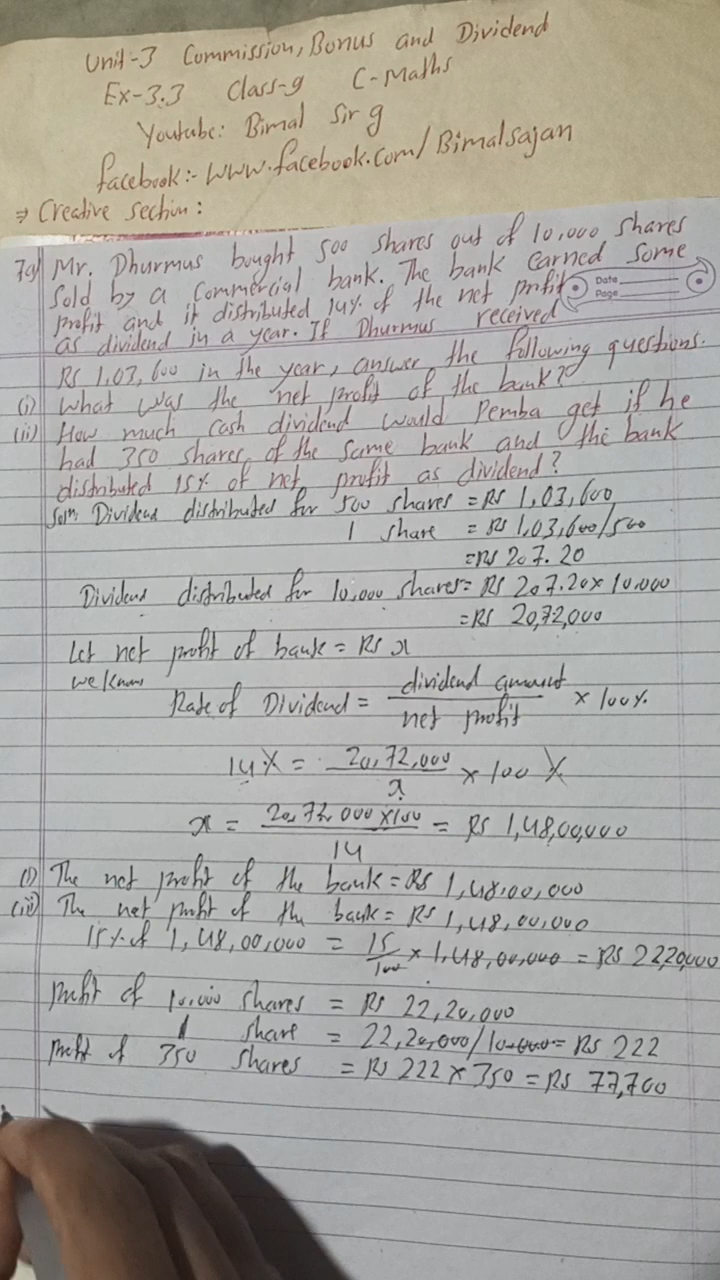 Unit-3 Commission, Bonus and Dividend
Ex-3.3 Class-9 C-Maths
Youtube: Bimal Sir g
facebook:- www.facebook.com/Bimalsajan
⇒ Creative section:
7a) Mr. Dhurmus bought 500 shares out of 10,000 shares
sold by a commercial bank. The bank earned some
profit and it distributed 14% of the net profit
Date
Page
as dividend in a year. If Dhurmus received
RS 1,03,600 in the year, answer the following questions.
(i) What was the net profit of the bank?
(ii) How much cash dividend would Pemba get if he
had 350 shares of the same bank and the bank
distributed 15% of net profit as dividend?
Soln: Dividend distributed for 500 shares = RS 1,03,600
1 share = RS 1,03,600/500
= RS 207.20
Dividend distributed for 10,000 shares = RS 207.20 x 10,000
= RS 20,72,000
Let net profit of bank = Rs x
we know
Rate of Dividend = dividend amount / net profit × 100%
14% = 20,72,000 / x × 100 %
x = 20,72,000 x 100 / 14 = RS 1,48,00,000
(i) The net profit of the bank = RS 1,48,00,000
(ii) The net profit of the bank = RS 1,48,00,000
15% of 1,48,00,000 = 15/100 x 1,48,00,000 = RS 22,20,000
Profit of 10,000 shares = RS 22,20,000
1 share = 22,20,000/10,000 = RS 222
Profit of 350 shares = RS 222 x 350 = RS 77,700